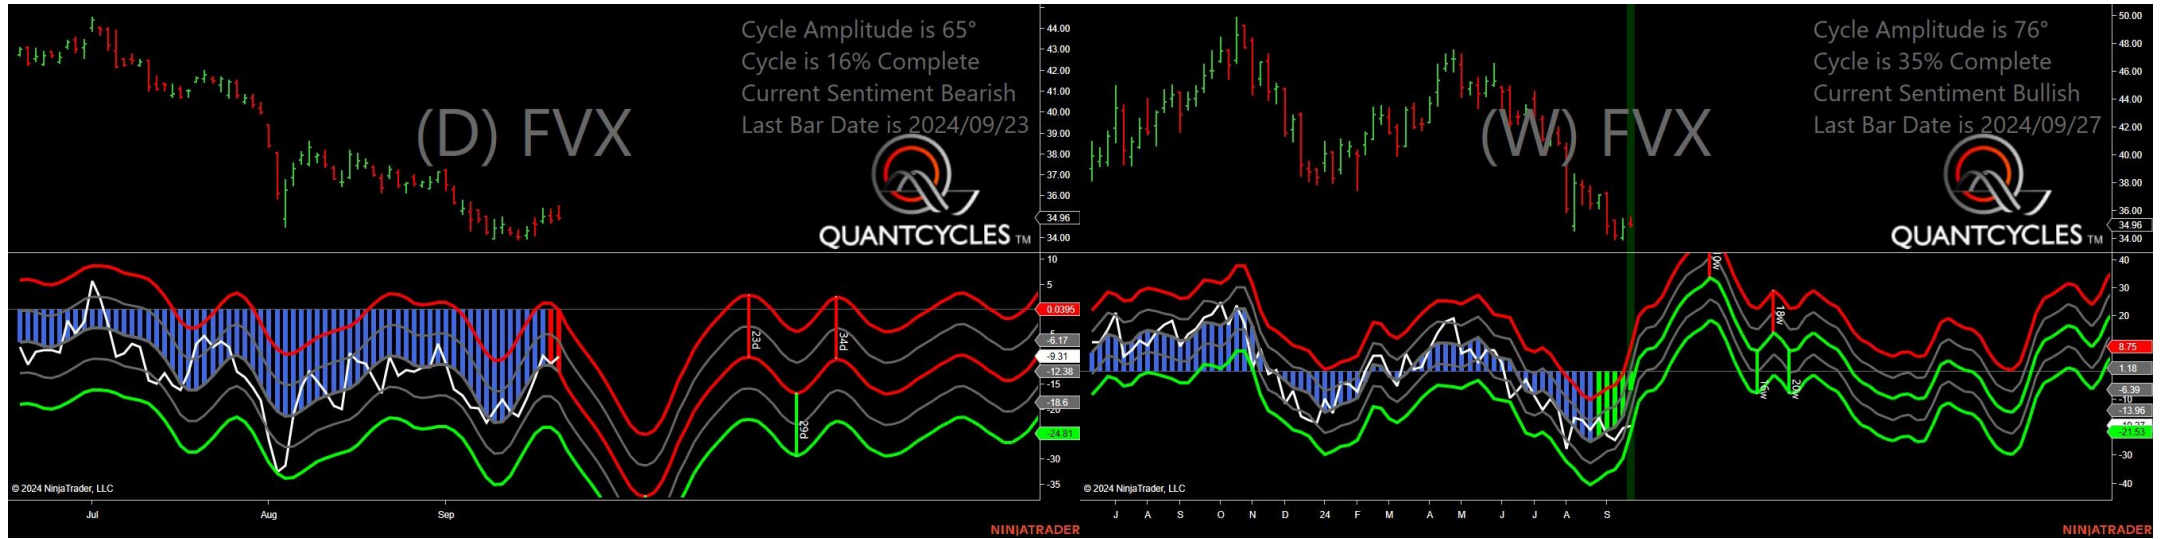 Cycle Amplitude is 65°
Cycle is 16% Complete
Current Sentiment Bearish
Last Bar Date is 2024/09/23
(D) FVX
QUANTCYCLES TM
44.00
43.00
42.00
41.00
40.00
39.00
38.00
37.00
36.00
34.96
34.00
10
5
0.0395
-6.17
-9.31
-12.38
-15
-18.6
-24.81
-30
-35
23d
34d
29d
© 2024 NinjaTrader, LLC
Jul Aug Sep
NINJATRADER
Cycle Amplitude is 76°
Cycle is 35% Complete
Current Sentiment Bullish
Last Bar Date is 2024/09/27
(W) FVX
QUANTCYCLES TM
50.00
48.00
46.00
44.00
42.00
40.00
38.00
36.00
34.96
34.00
40
30
20
8.75
1.18
-6.39
-10
-13.96
-21.53
-30
-40
10w
18w
16w
20w
© 2024 NinjaTrader, LLC
J A S O N D 24 F M A M J J A S
NINJATRADER